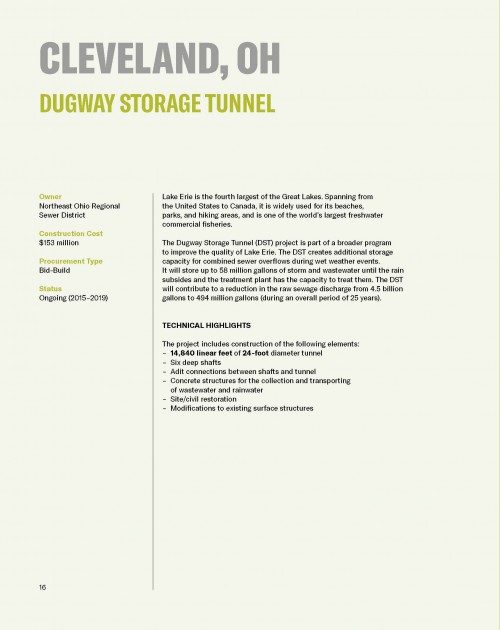 CLEVELAND, OH
DUGWAY STORAGE TUNNEL
Owner
Northeast Ohio Regional
Sewer District
Construction Cost
$153 million
Procurement Type
Bid-Build
Status
Ongoing (2015-2019)
Lake Erie is the fourth largest of the Great Lakes. Spanning from
the United States to Canada, it is widely used for its beaches,
parks, and hiking areas, and is one of the world's largest freshwater
commercial fisheries.
The Dugway Storage Tunnel (DST) project is part of a broader program
to improve the quality of Lake Erie. The DST creates additional storage
capacity for combined sewer overflows during wet weather events.
It will store up to 58 million gallons of storm and wastewater until the rain
subsides and the treatment plant has the capacity to treat them. The DST
will contribute to a reduction in the raw sewage discharge from 4.5 billion
gallons to 494 million gallons (during an overall period of 25 years).
TECHNICAL HIGHLIGHTS
The project includes construction of the following elements:
– 14,840 linear feet of 24-foot diameter tunnel
– Six deep shafts
– Adit connections between shafts and tunnel
– Concrete structures for the collection and transporting
of wastewater and rainwater
– Site/civil restoration
– Modifications to existing surface structures
16